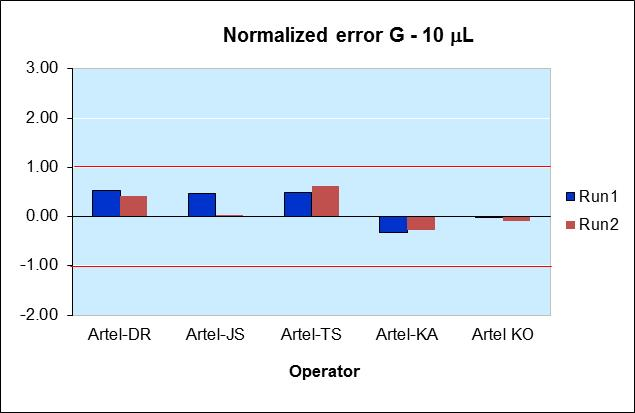 Normalized error G - 10 µL
3.00
2.00
1.00
0.00
-1.00
-2.00
Artel-DR Artel-JS Artel-TS Artel-KA Artel KO
Operator
Run1
Run2